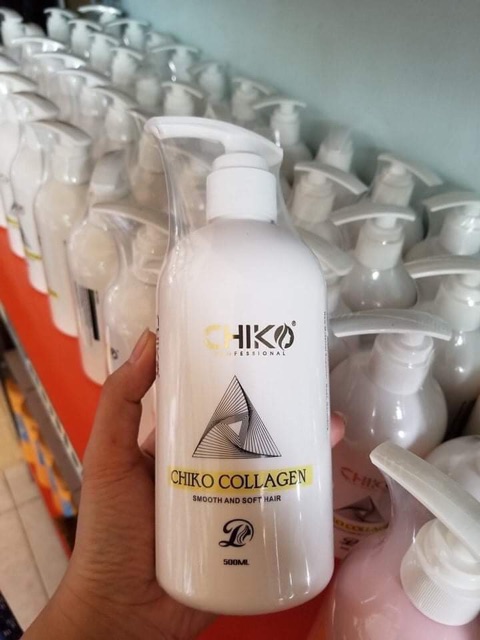 CHIKO®
PROFESSIONAL
CHIKO COLLAGEN
SMOOTH AND SOFT HAIR
500ML